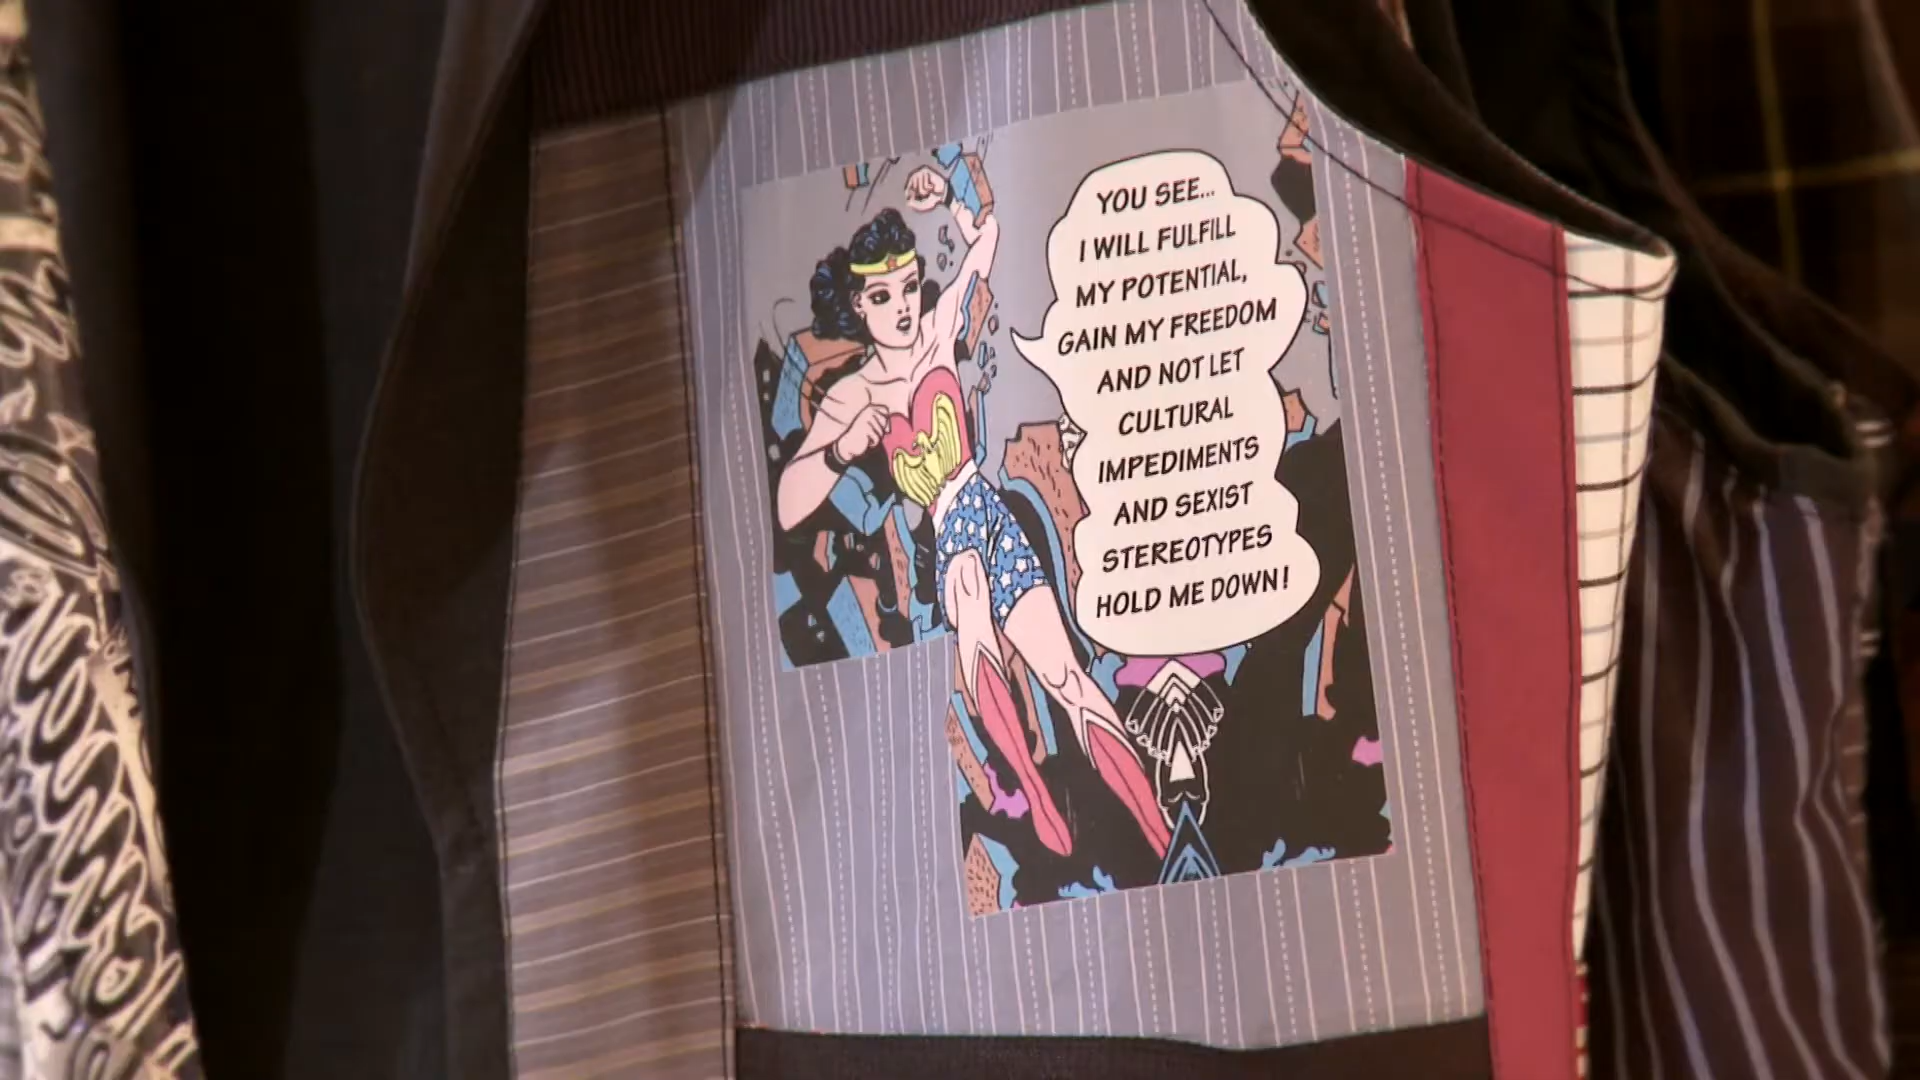 YOU SEE...
I WILL FULFILL
MY POTENTIAL,
GAIN MY FREEDOM
AND NOT LET
CULTURAL
IMPEDIMENTS
AND SEXIST
STEREOTYPES
HOLD ME DOWN!